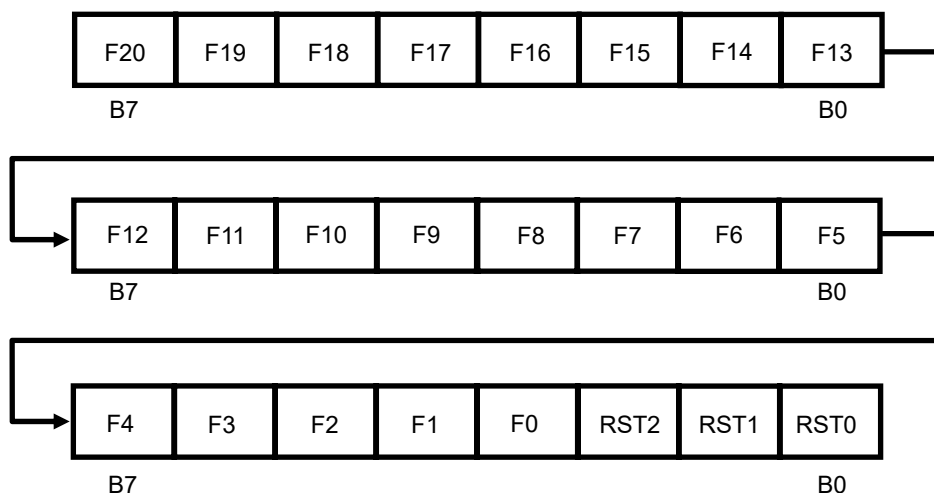 F20 F19 F18 F17 F16 F15 F14 F13
B7 B0
F12 F11 F10 F9 F8 F7 F6 F5
B7 B0
F4 F3 F2 F1 F0 RST2 RST1 RST0
B7 B0